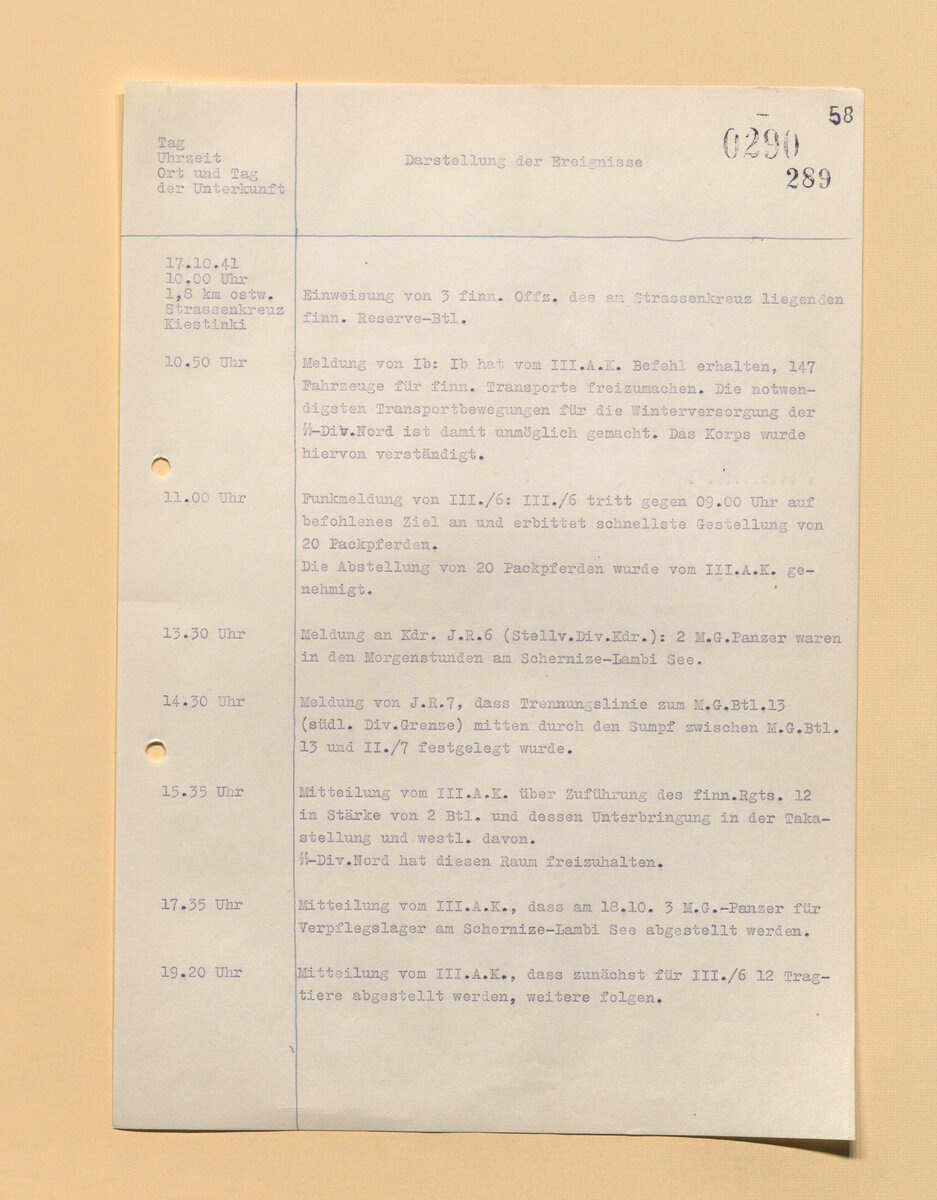 58
0290
289
Tag
Uhrzeit
Ort und Tag
der Unterkunft
Darstellung der Ereignisse
17.10.41
10.00 Uhr
1,8 km ostw.
Strassenkreuz
Kiestinki
Einweisung von 3 finn. Offz. des am Strassenkreuz liegenden
finn. Reserve-Btl.
10.50 Uhr
Meldung von Ib: Ib hat vom III.A.K. Befehl erhalten, 147
Fahrzeuge für finn. Transporte freizumachen. Die notwen-
digsten Transportbewegungen für die Winterversorgung der
ᛋᛋ-Div.Nord ist damit unmöglich gemacht. Das Korps wurde
hiervon verständigt.
11.00 Uhr
Funkmeldung von III./6: III./6 tritt gegen 09.00 Uhr auf
befohlenes Ziel an und erbittet schnellste Gestellung von
20 Packpferden.
Die Abstellung von 20 Packpferden wurde vom III.A.K. ge-
nehmigt.
13.30 Uhr
Meldung an Kdr. J.R.6 (Stellv.Div.Kdr.): 2 M.G.Panzer waren
in den Morgenstunden am Schernize-Lambi See.
14.30 Uhr
Meldung von J.R.7, dass Trennungslinie zum M.G.Btl.13
(südl. Div.Grenze) mitten durch den Sumpf zwischen M.G.Btl.
13 und II./7 festgelegt wurde.
15.35 Uhr
Mitteilung vom III.A.K. über Zuführung des finn.Rgts. 12
in Stärke von 2 Btl. und dessen Unterbringung in der Taka-
stellung und westl. davon.
ᛋᛋ-Div.Nord hat diesen Raum freizuhalten.
17.35 Uhr
Mitteilung vom III.A.K., dass am 18.10. 3 M.G.-Panzer für
Verpflegslager am Schernize-Lambi See abgestellt werden.
19.20 Uhr
Mitteilung vom III.A.K., dass zunächst für III./6 12 Trag-
tiere abgestellt werden, weitere folgen.